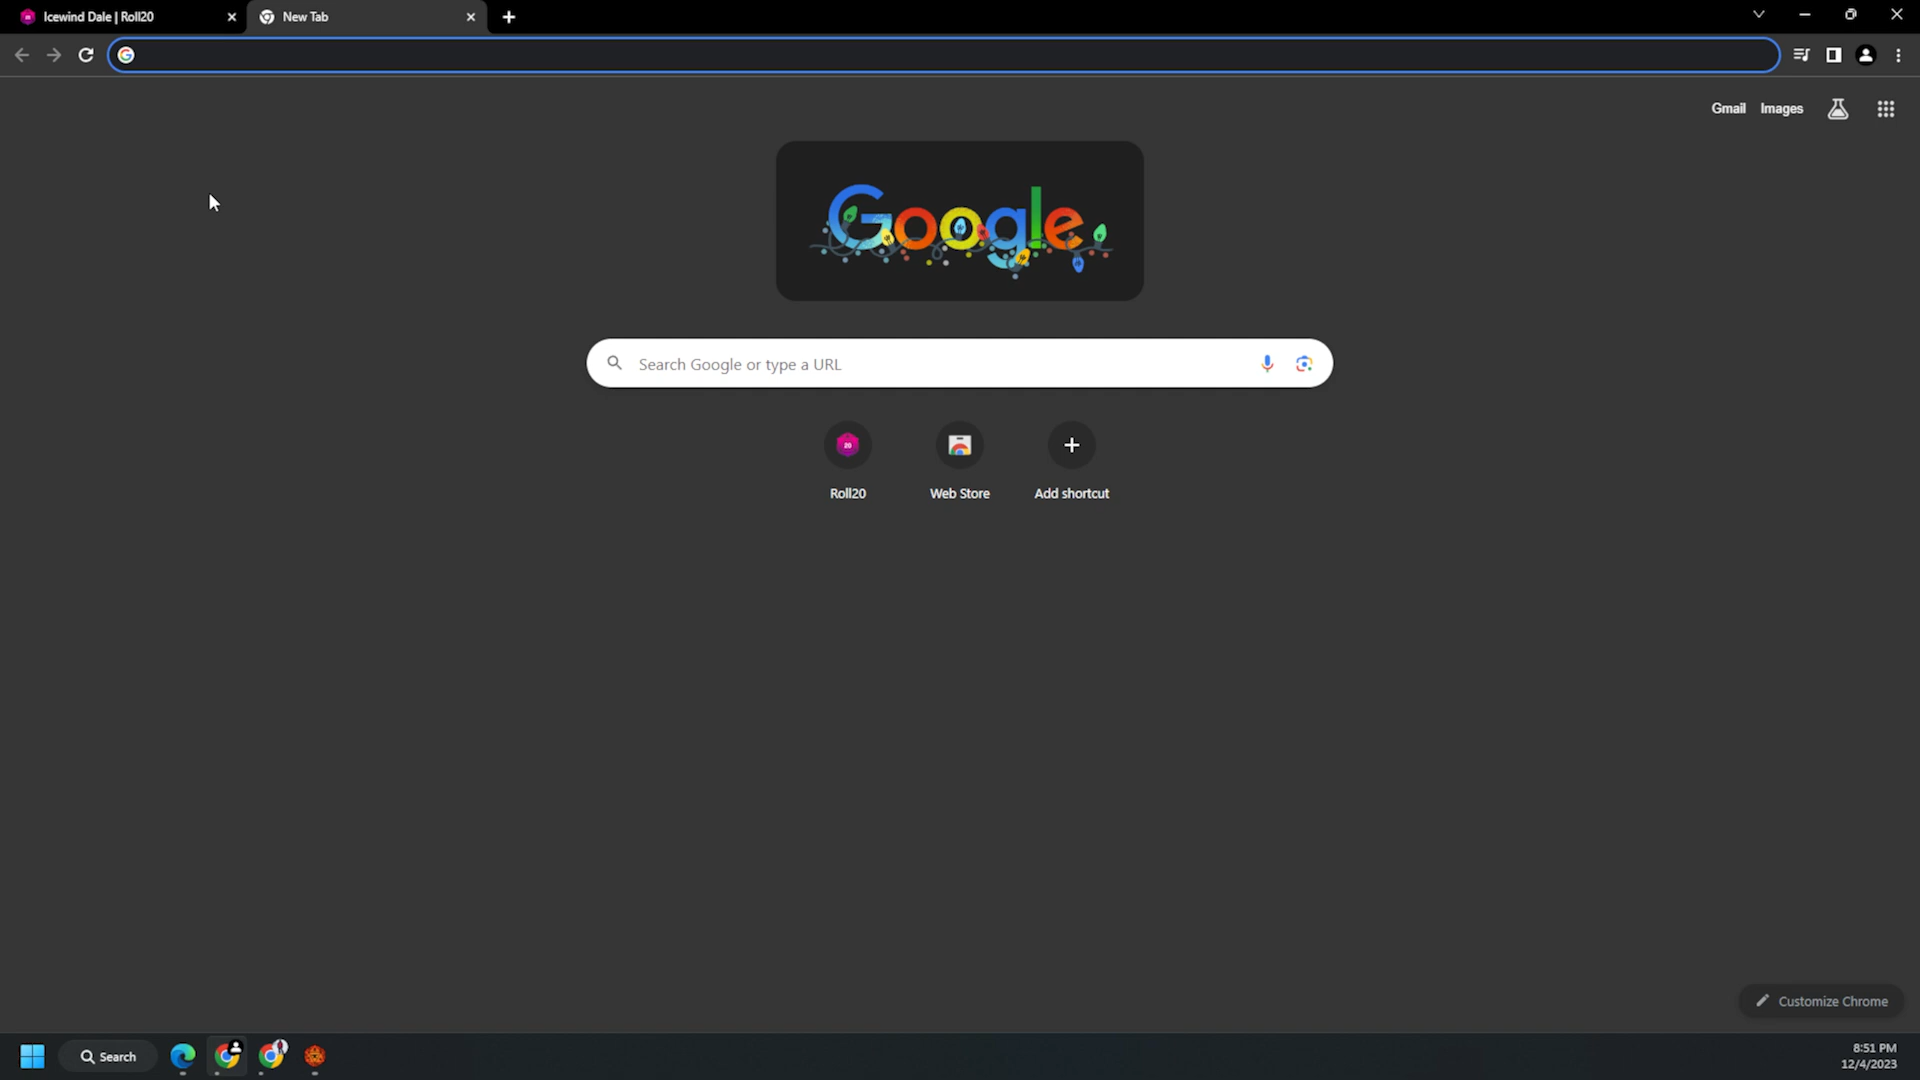 Icewind Dale | Roll20
New Tab
Gmail
Images
Google
Search Google or type a URL
20
Roll20
Web Store
Add shortcut
Customize Chrome
Search
8:51 PM
12/4/2023